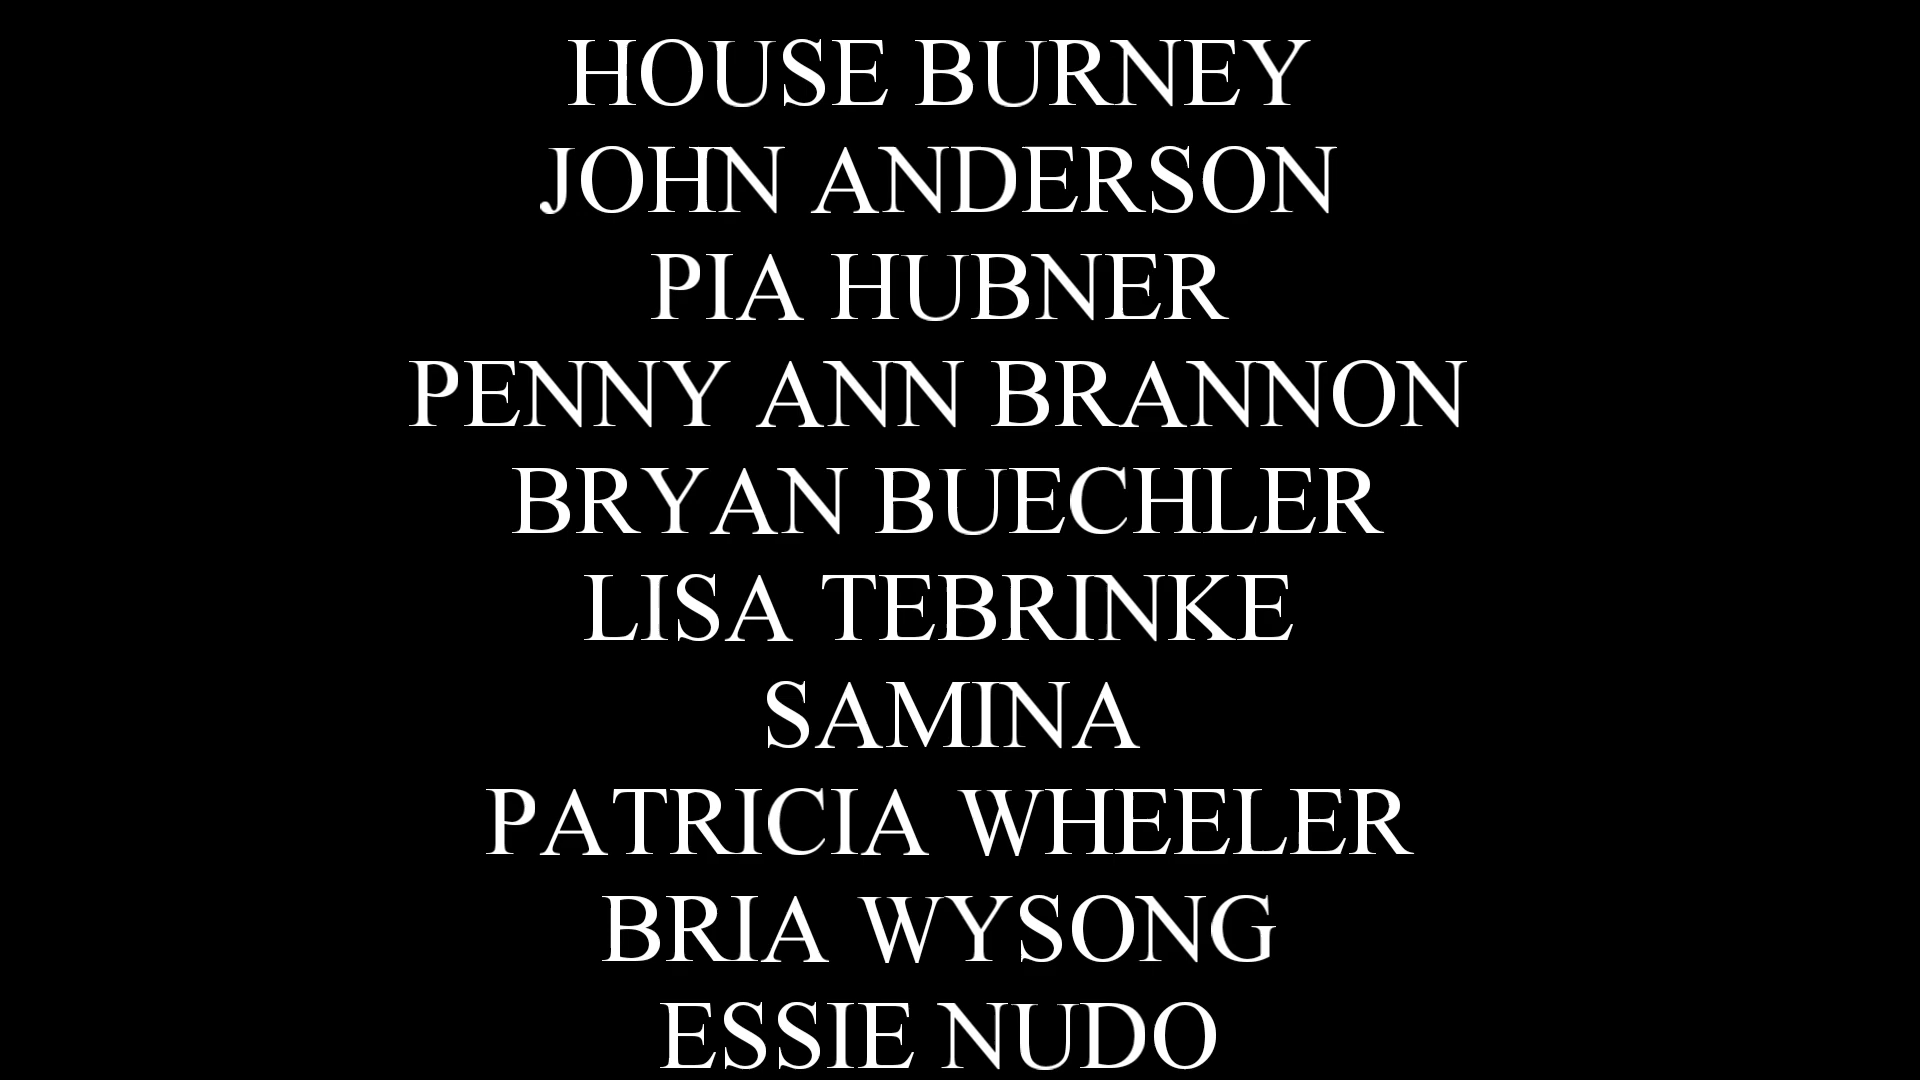 HOUSE BURNEY
JOHN ANDERSON
PIA HUBNER
PENNY ANN BRANNON
BRYAN BUECHLER
LISA TEBRINKE
SAMINA
PATRICIA WHEELER
BRIA WYSONG
ESSIE NUDO